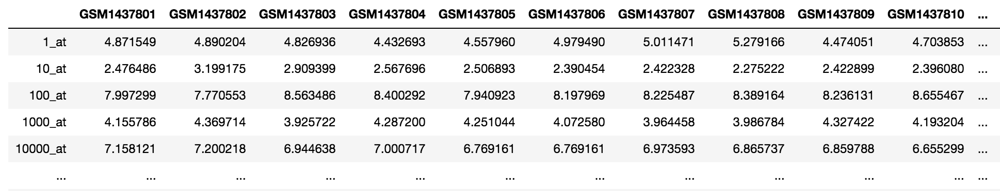 GSM1437801 GSM1437802 GSM1437803 GSM1437804 GSM1437805 GSM1437806 GSM1437807 GSM1437808 GSM1437809 GSM1437810 ...
1_at 4.871549 4.890204 4.826936 4.432693 4.557960 4.979490 5.011471 5.279166 4.474051 4.703853 ...
10_at 2.476486 3.199175 2.909399 2.567696 2.506893 2.390454 2.422328 2.275222 2.422899 2.396080 ...
100_at 7.997299 7.770553 8.563486 8.400292 7.940923 8.197969 8.225487 8.389164 8.236131 8.655467 ...
1000_at 4.155786 4.369714 3.925722 4.287200 4.251044 4.072580 3.964458 3.986784 4.327422 4.193204 ...
10000_at 7.158121 7.200218 6.944638 7.000717 6.769161 6.769161 6.973593 6.865737 6.859788 6.655299 ...
... ... ... ... ... ... ... ... ... ... ... ...